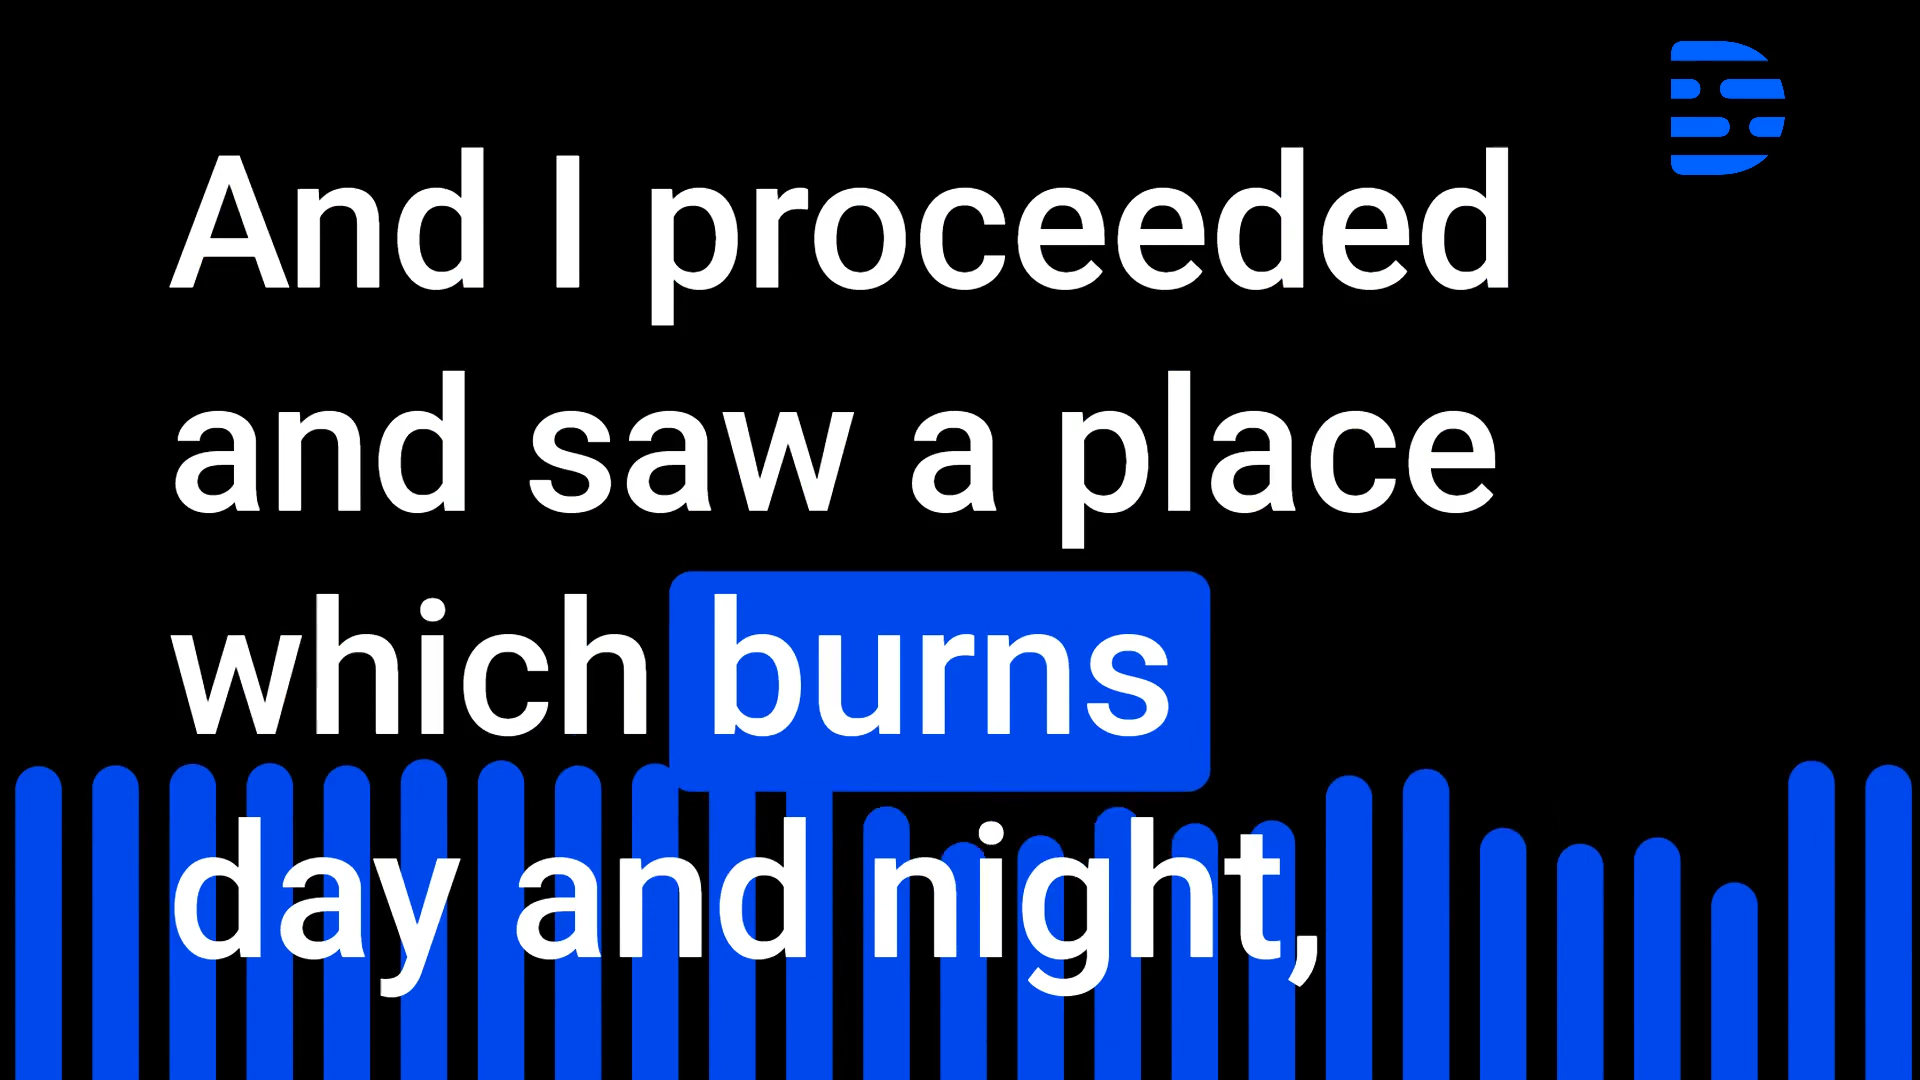 And I proceeded
and saw a place
which burns
day and night,